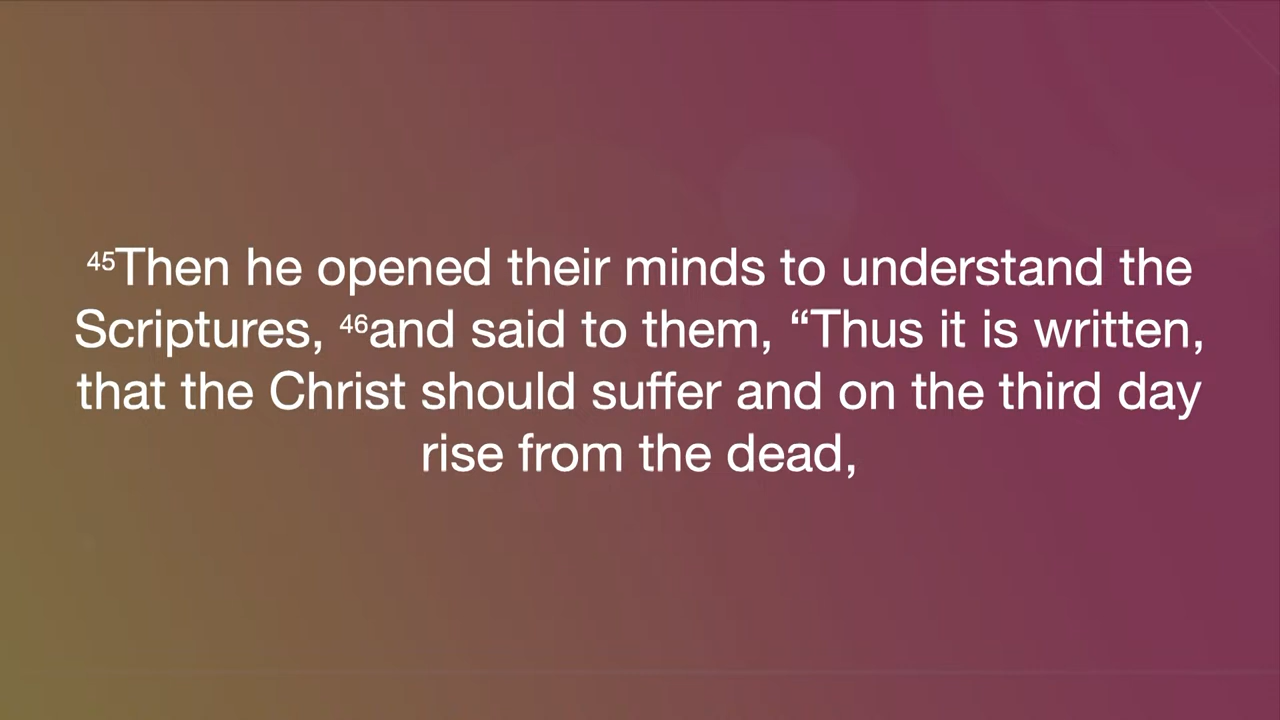 45Then he opened their minds to understand the
Scriptures, 46and said to them, “Thus it is written,
that the Christ should suffer and on the third day
rise from the dead,